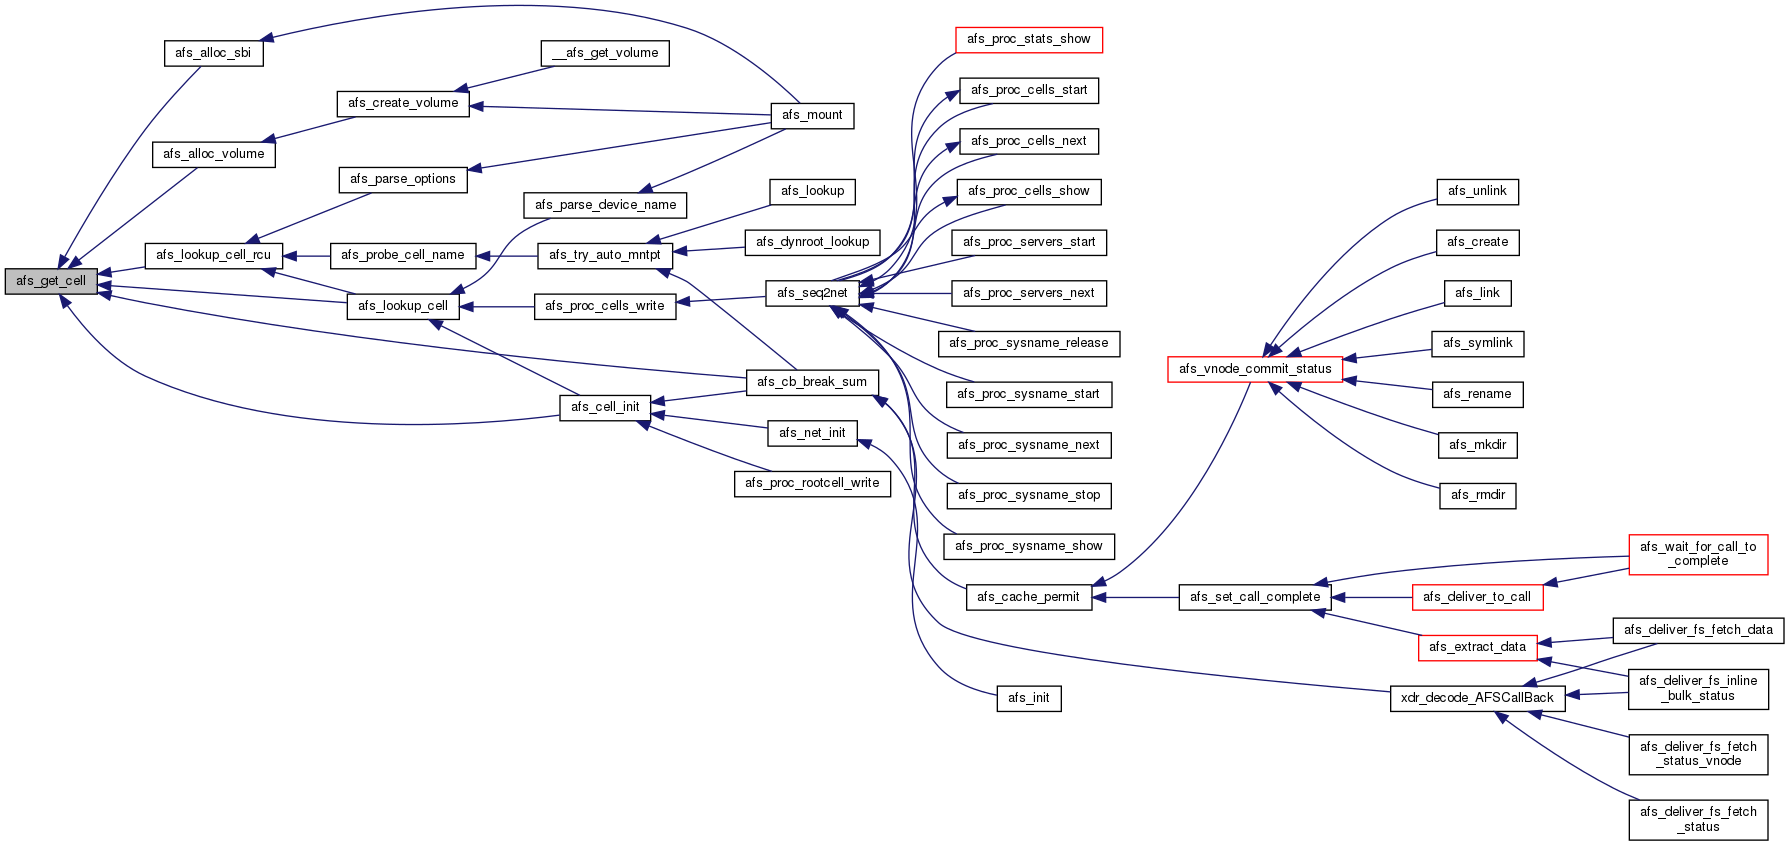 afs_get_cell
afs_alloc_sbi
afs_alloc_volume
afs_lookup_cell_rcu
afs_create_volume
afs_parse_options
afs_probe_cell_name
afs_lookup_cell
__afs_get_volume
afs_parse_device_name
afs_try_auto_mntpt
afs_proc_cells_write
afs_cell_init
afs_mount
afs_lookup
afs_dynroot_lookup
afs_seq2net
afs_cb_break_sum
afs_net_init
afs_proc_rootcell_write
afs_proc_stats_show
afs_proc_cells_start
afs_proc_cells_next
afs_proc_cells_show
afs_proc_servers_start
afs_proc_servers_next
afs_proc_sysname_release
afs_proc_sysname_start
afs_proc_sysname_next
afs_proc_sysname_stop
afs_proc_sysname_show
afs_cache_permit
afs_init
afs_vnode_commit_status
afs_set_call_complete
afs_unlink
afs_create
afs_link
afs_symlink
afs_rename
afs_mkdir
afs_rmdir
afs_deliver_to_call
afs_extract_data
xdr_decode_AFSCallBack
afs_wait_for_call_to
_complete
afs_deliver_fs_fetch_data
afs_deliver_fs_inline
_bulk_status
afs_deliver_fs_fetch
_status_vnode
afs_deliver_fs_fetch
_status